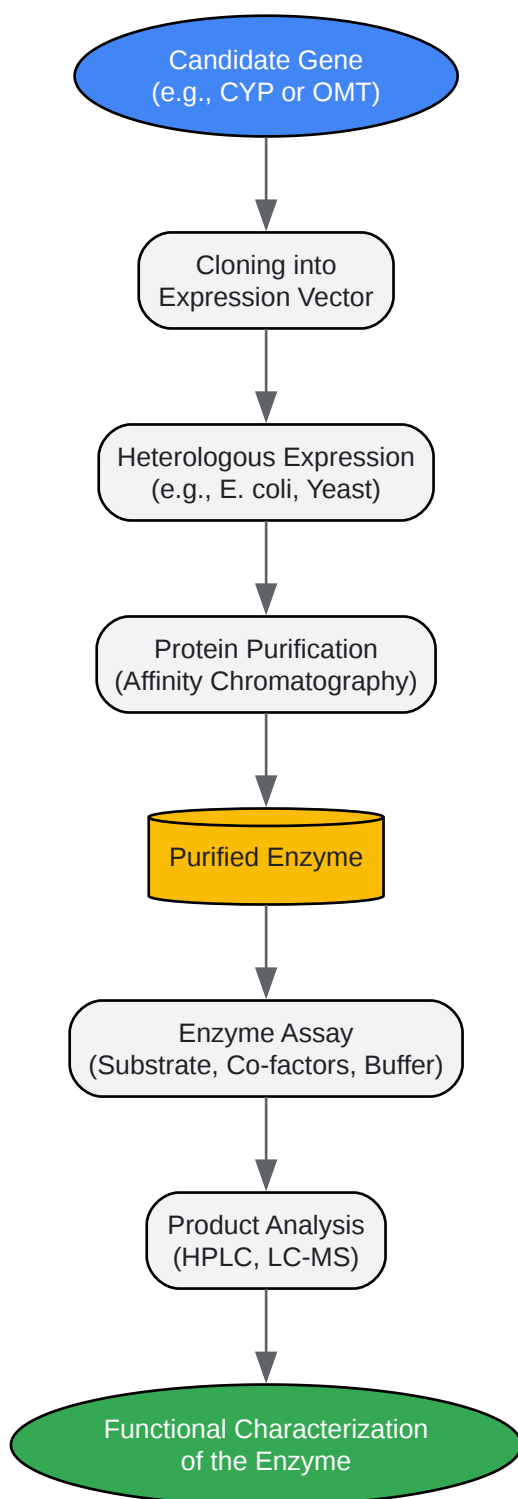 Candidate Gene
(e.g., CYP or OMT)
Cloning into
Expression Vector
Heterologous Expression
(e.g., E. coli, Yeast)
Protein Purification
(Affinity Chromatography)
Purified Enzyme
Enzyme Assay
(Substrate, Co-factors, Buffer)
Product Analysis
(HPLC, LC-MS)
Functional Characterization
of the Enzyme